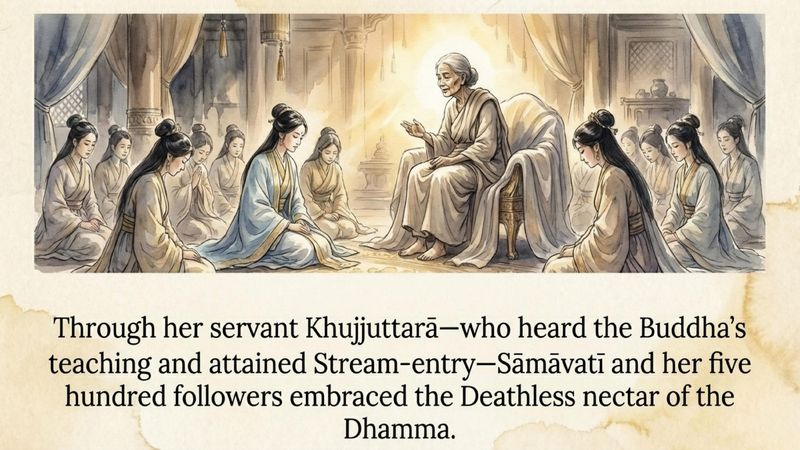 Through her servant Khujjuttarā—who heard the Buddha’s
teaching and attained Stream-entry—Sāmāvatī and her five
hundred followers embraced the Deathless nectar of the
Dhamma.